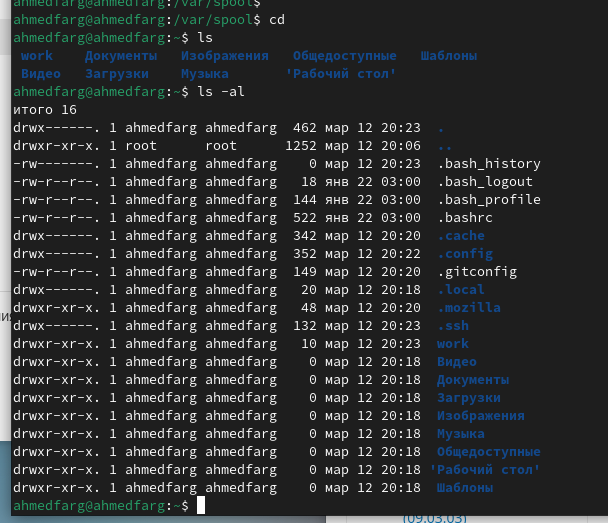 ahmedfarg@ahmedfarg:/var/spool$
ahmedfarg@ahmedfarg:/var/spool$ cd
ahmedfarg@ahmedfarg:~$ ls
work Документы Изображения Общедоступные Шаблоны
Видео Загрузки Музыка 'Рабочий стол'
ahmedfarg@ahmedfarg:~$ ls -al
итого 16
drwx------. 1 ahmedfarg ahmedfarg 462 мар 12 20:23 .
drwxr-xr-x. 1 root root 1252 мар 12 20:06 ..
-rw-------. 1 ahmedfarg ahmedfarg 0 мар 12 20:23 .bash_history
-rw-r--r--. 1 ahmedfarg ahmedfarg 18 янв 22 03:00 .bash_logout
-rw-r--r--. 1 ahmedfarg ahmedfarg 144 янв 22 03:00 .bash_profile
-rw-r--r--. 1 ahmedfarg ahmedfarg 522 янв 22 03:00 .bashrc
drwx------. 1 ahmedfarg ahmedfarg 342 мар 12 20:20 .cache
drwx------. 1 ahmedfarg ahmedfarg 352 мар 12 20:22 .config
-rw-r--r--. 1 ahmedfarg ahmedfarg 149 мар 12 20:20 .gitconfig
drwx------. 1 ahmedfarg ahmedfarg 20 мар 12 20:18 .local
drwxr-xr-x. 1 ahmedfarg ahmedfarg 48 мар 12 20:20 .mozilla
drwx------. 1 ahmedfarg ahmedfarg 132 мар 12 20:23 .ssh
drwxr-xr-x. 1 ahmedfarg ahmedfarg 10 мар 12 20:23 work
drwxr-xr-x. 1 ahmedfarg ahmedfarg 0 мар 12 20:18 Видео
drwxr-xr-x. 1 ahmedfarg ahmedfarg 0 мар 12 20:18 Документы
drwxr-xr-x. 1 ahmedfarg ahmedfarg 0 мар 12 20:18 Загрузки
drwxr-xr-x. 1 ahmedfarg ahmedfarg 0 мар 12 20:18 Изображения
drwxr-xr-x. 1 ahmedfarg ahmedfarg 0 мар 12 20:18 Музыка
drwxr-xr-x. 1 ahmedfarg ahmedfarg 0 мар 12 20:18 Общедоступные
drwxr-xr-x. 1 ahmedfarg ahmedfarg 0 мар 12 20:18 'Рабочий стол'
drwxr-xr-x. 1 ahmedfarg ahmedfarg 0 мар 12 20:18 Шаблоны
ahmedfarg@ahmedfarg:~$
(09.03.03)